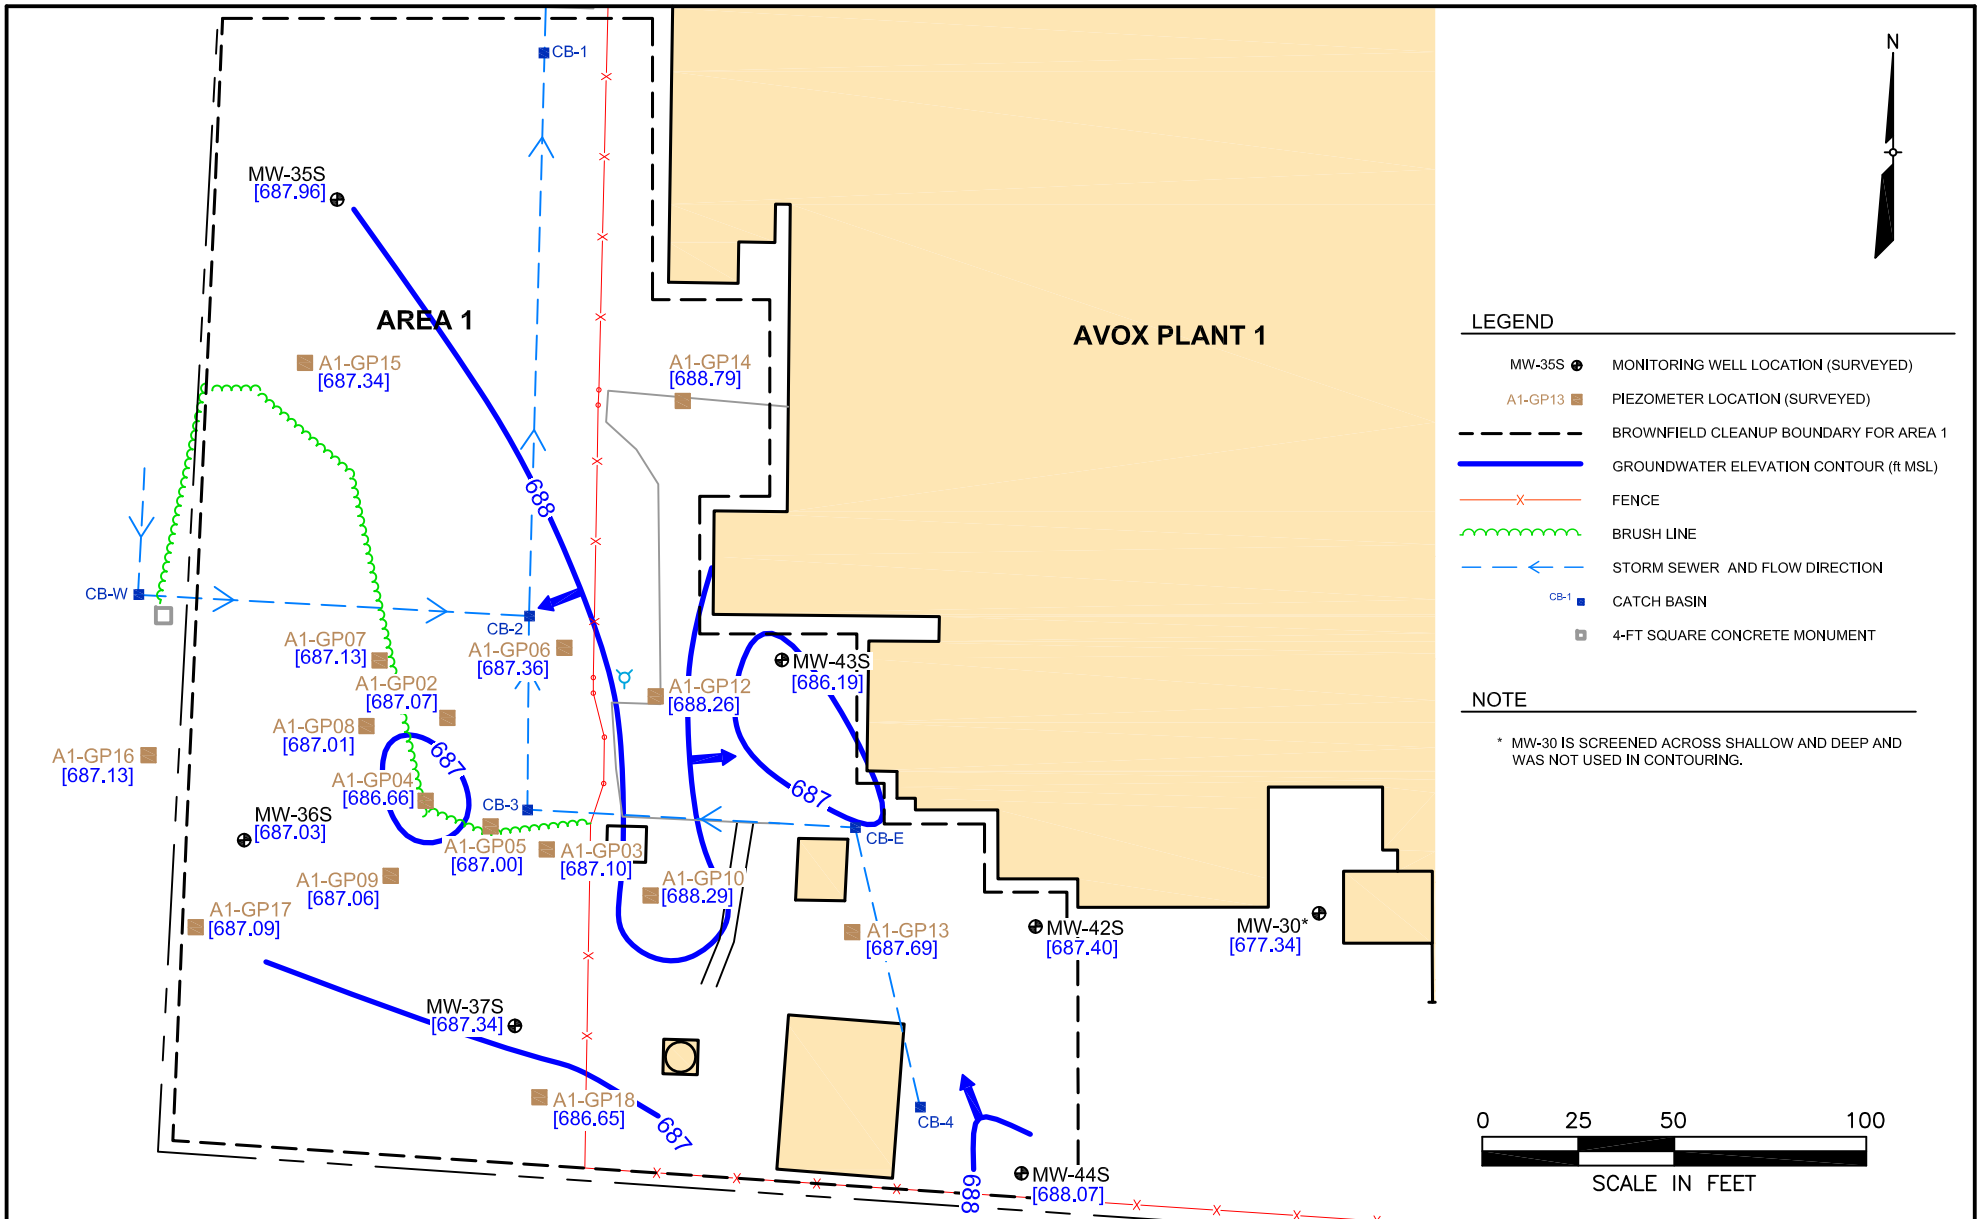 CB-1
N
MW-35S
[687.96]
AREA 1
AVOX PLANT 1
A1-GP15
[687.34]
A1-GP14
[688.79]
688
CB-W
CB-2
A1-GP07
[687.13]
A1-GP06
[687.36]
A1-GP02
[687.07]
MW-43S
[686.19]
A1-GP12
[688.26]
A1-GP08
[687.01]
A1-GP16
[687.13]
687
A1-GP04
[686.66]
687
CB-3
MW-36S
[687.03]
CB-E
A1-GP05
[687.00]
A1-GP03
[687.10]
A1-GP09
[687.06]
A1-GP10
[688.29]
A1-GP17
[687.09]
A1-GP13
[687.69]
MW-42S
[687.40]
MW-30*
[677.34]
MW-37S
[687.34]
A1-GP18
[686.65]
687
CB-4
MW-44S
[688.07]
688
LEGEND
MW-35S MONITORING WELL LOCATION (SURVEYED)
A1-GP13 PIEZOMETER LOCATION (SURVEYED)
BROWNFIELD CLEANUP BOUNDARY FOR AREA 1
GROUNDWATER ELEVATION CONTOUR (ft MSL)
X FENCE
BRUSH LINE
STORM SEWER AND FLOW DIRECTION
CB-1 CATCH BASIN
4-FT SQUARE CONCRETE MONUMENT
NOTE
* MW-30 IS SCREENED ACROSS SHALLOW AND DEEP AND
WAS NOT USED IN CONTOURING.
0 25 50 100
SCALE IN FEET